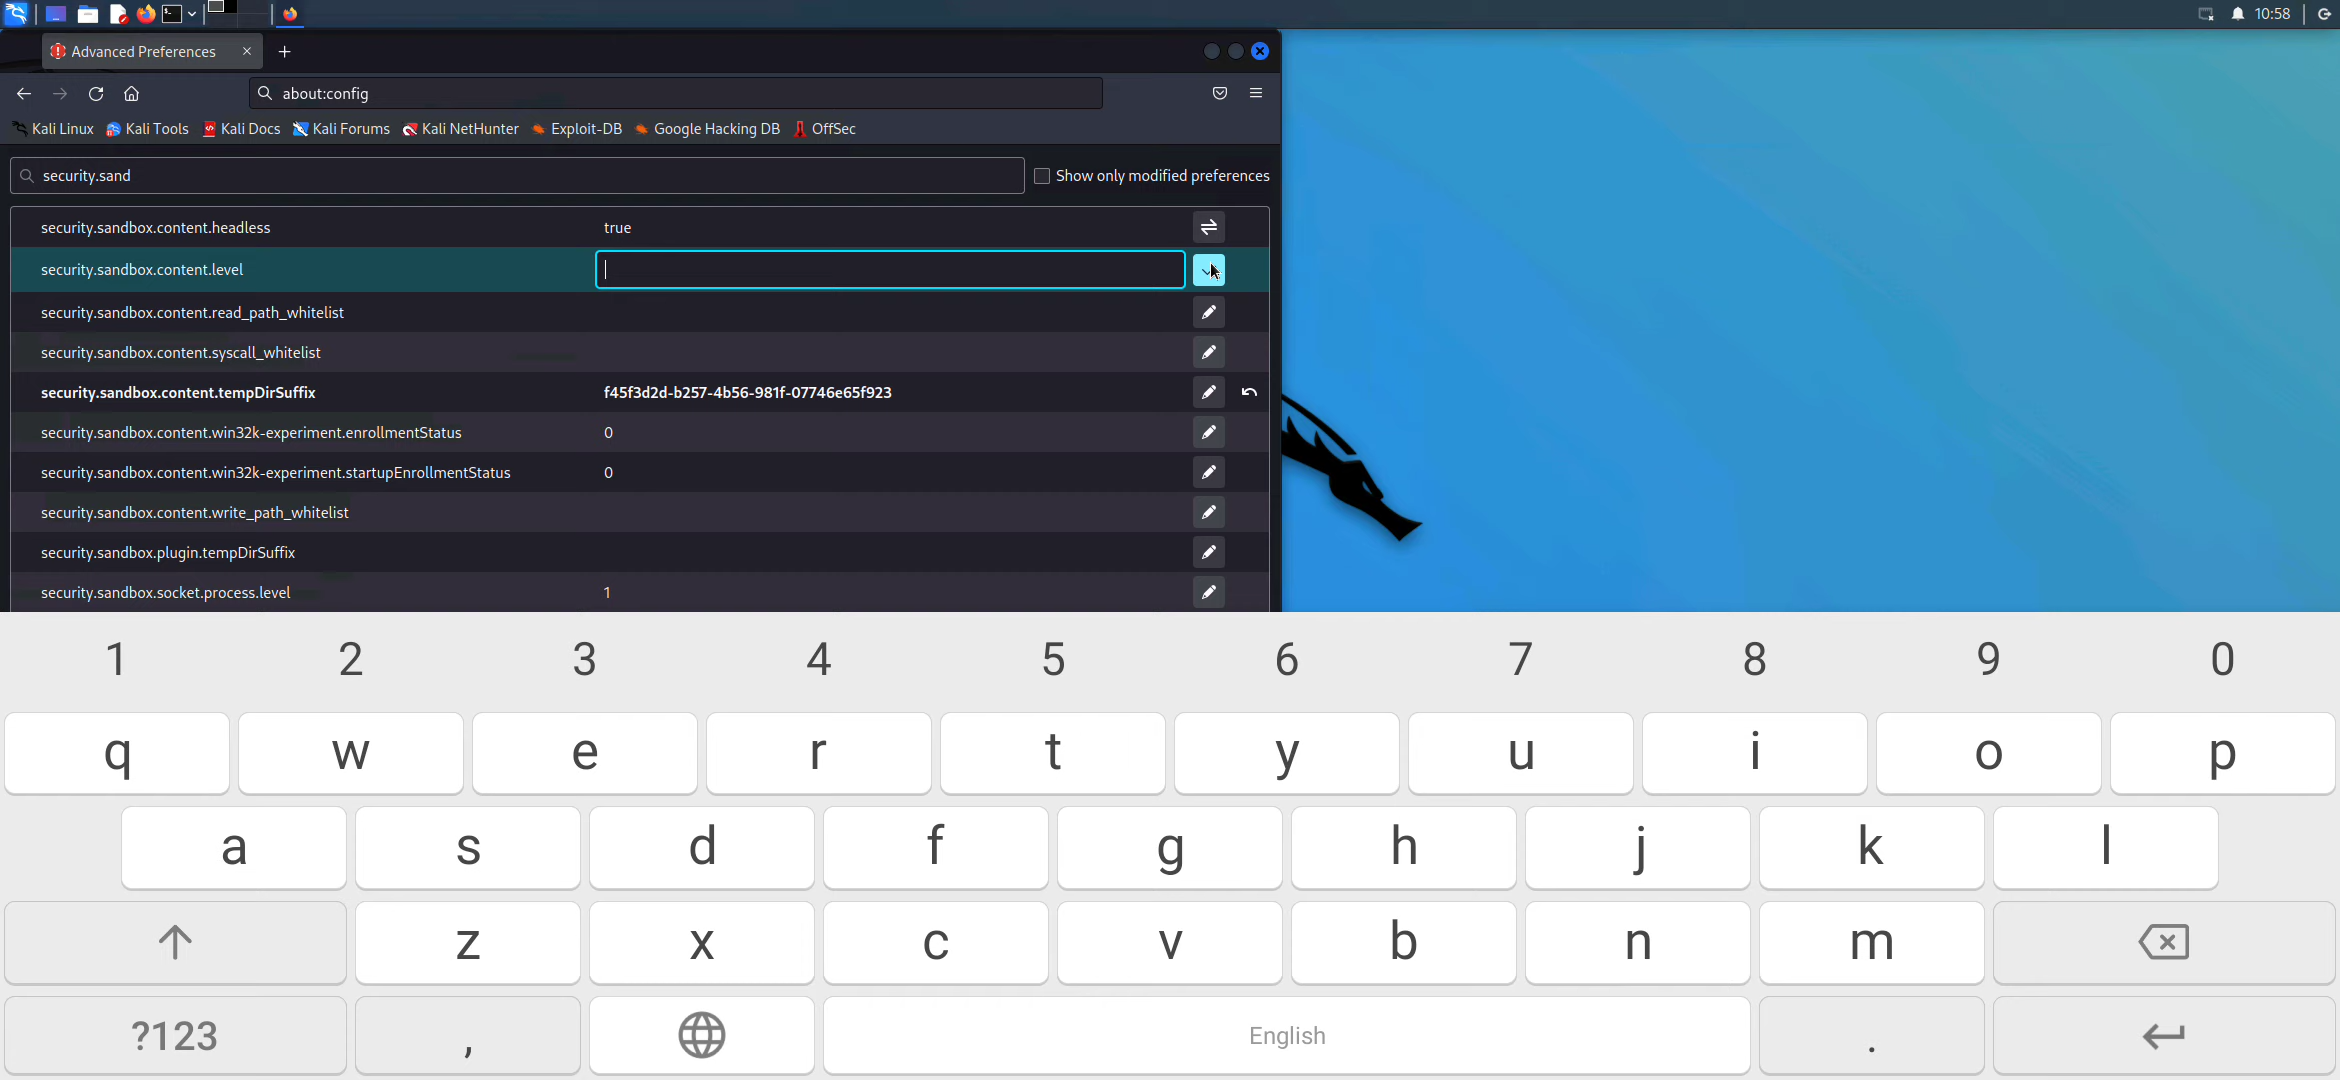 10:58
Advanced Preferences
about:config
Kali Linux Kali Tools Kali Docs Kali Forums Kali NetHunter Exploit-DB Google Hacking DB OffSec
security.sand Show only modified preferences
security.sandbox.content.headless true
security.sandbox.content.level
security.sandbox.content.read_path_whitelist
security.sandbox.content.syscall_whitelist
security.sandbox.content.tempDirSuffix f45f3d2d-b257-4b56-981f-07746e65f923
security.sandbox.content.win32k-experiment.enrollmentStatus 0
security.sandbox.content.win32k-experiment.startupEnrollmentStatus 0
security.sandbox.content.write_path_whitelist
security.sandbox.plugin.tempDirSuffix
security.sandbox.socket.process.level 1
1 2 3 4 5 6 7 8 9 0
q w e r t y u i o p
a s d f g h j k l
z x c v b n m
?123 , English .